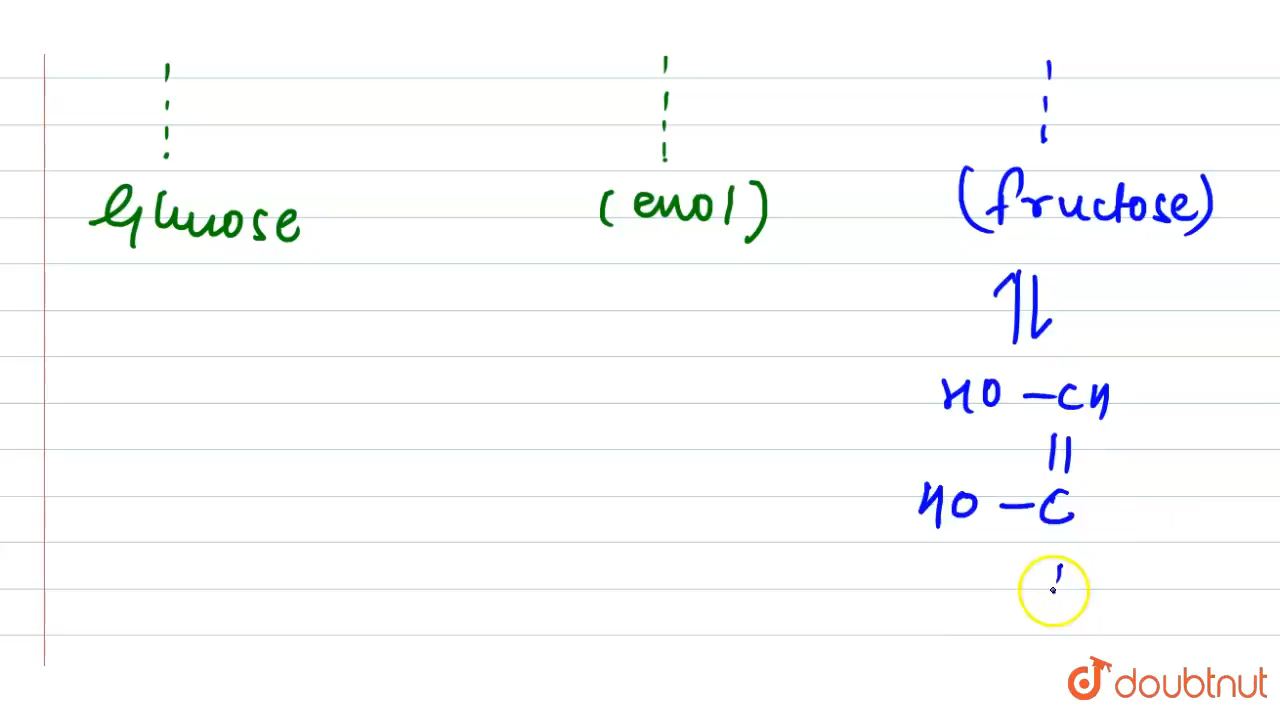 Glucose (enol) (fructose)
HO – CH
||
HO – C
doubtnut